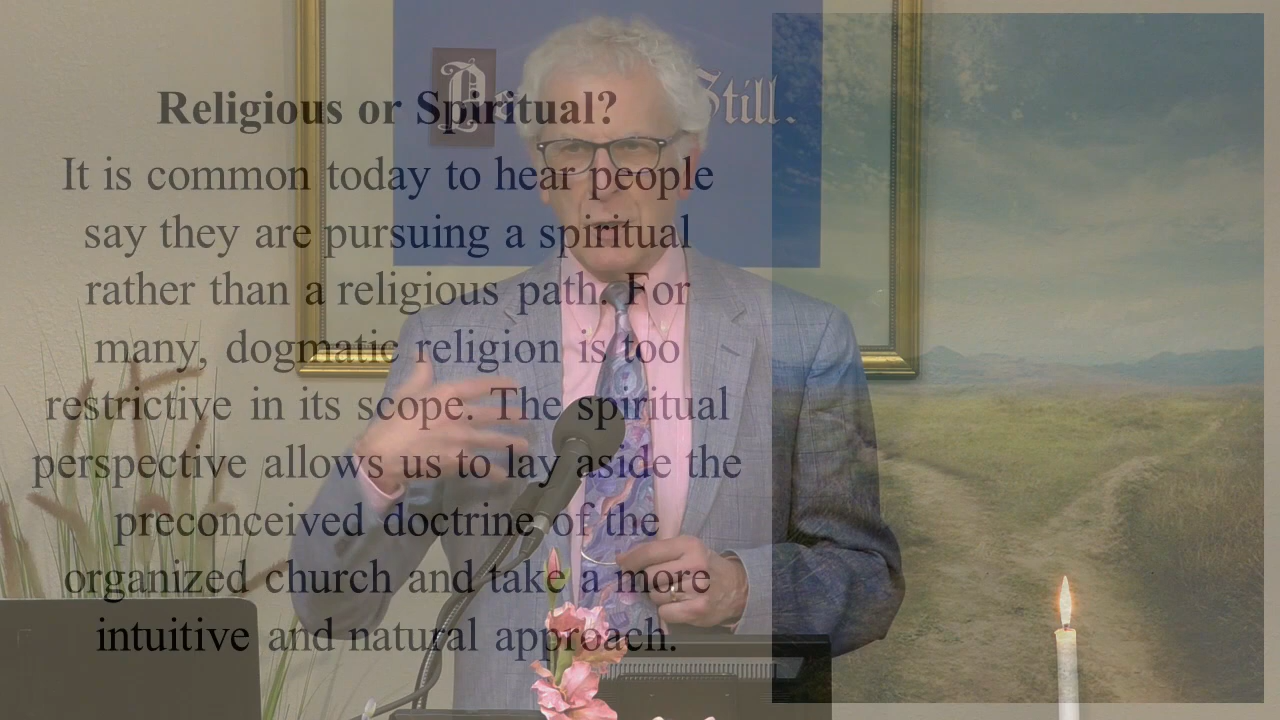 Still.
Religious or Spiritual?
It is common today to hear people
say they are pursuing a spiritual
rather than a religious path. For
many, dogmatic religion is too
restrictive in its scope. The spiritual
perspective allows us to lay aside the
preconceived doctrine of the
organized church and take a more
intuitive and natural approach.